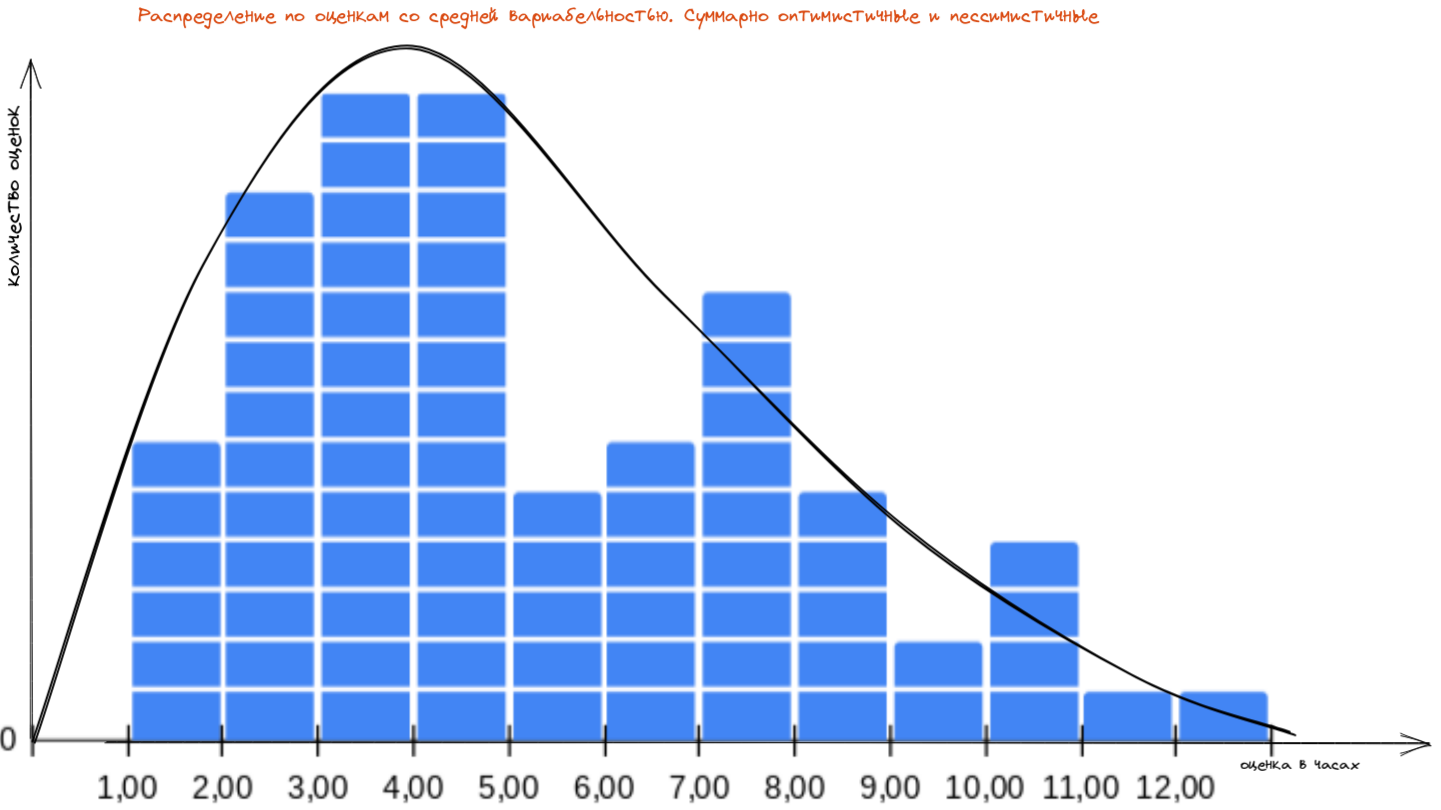 Распределение по оценкам со средней вариабельностью. Суммарно оптимистичные и пессимистичные
Количество оценок
0
1,00 2,00 3,00 4,00 5,00 6,00 7,00 8,00 9,00 10,00 11,00 12,00
оценка в часах